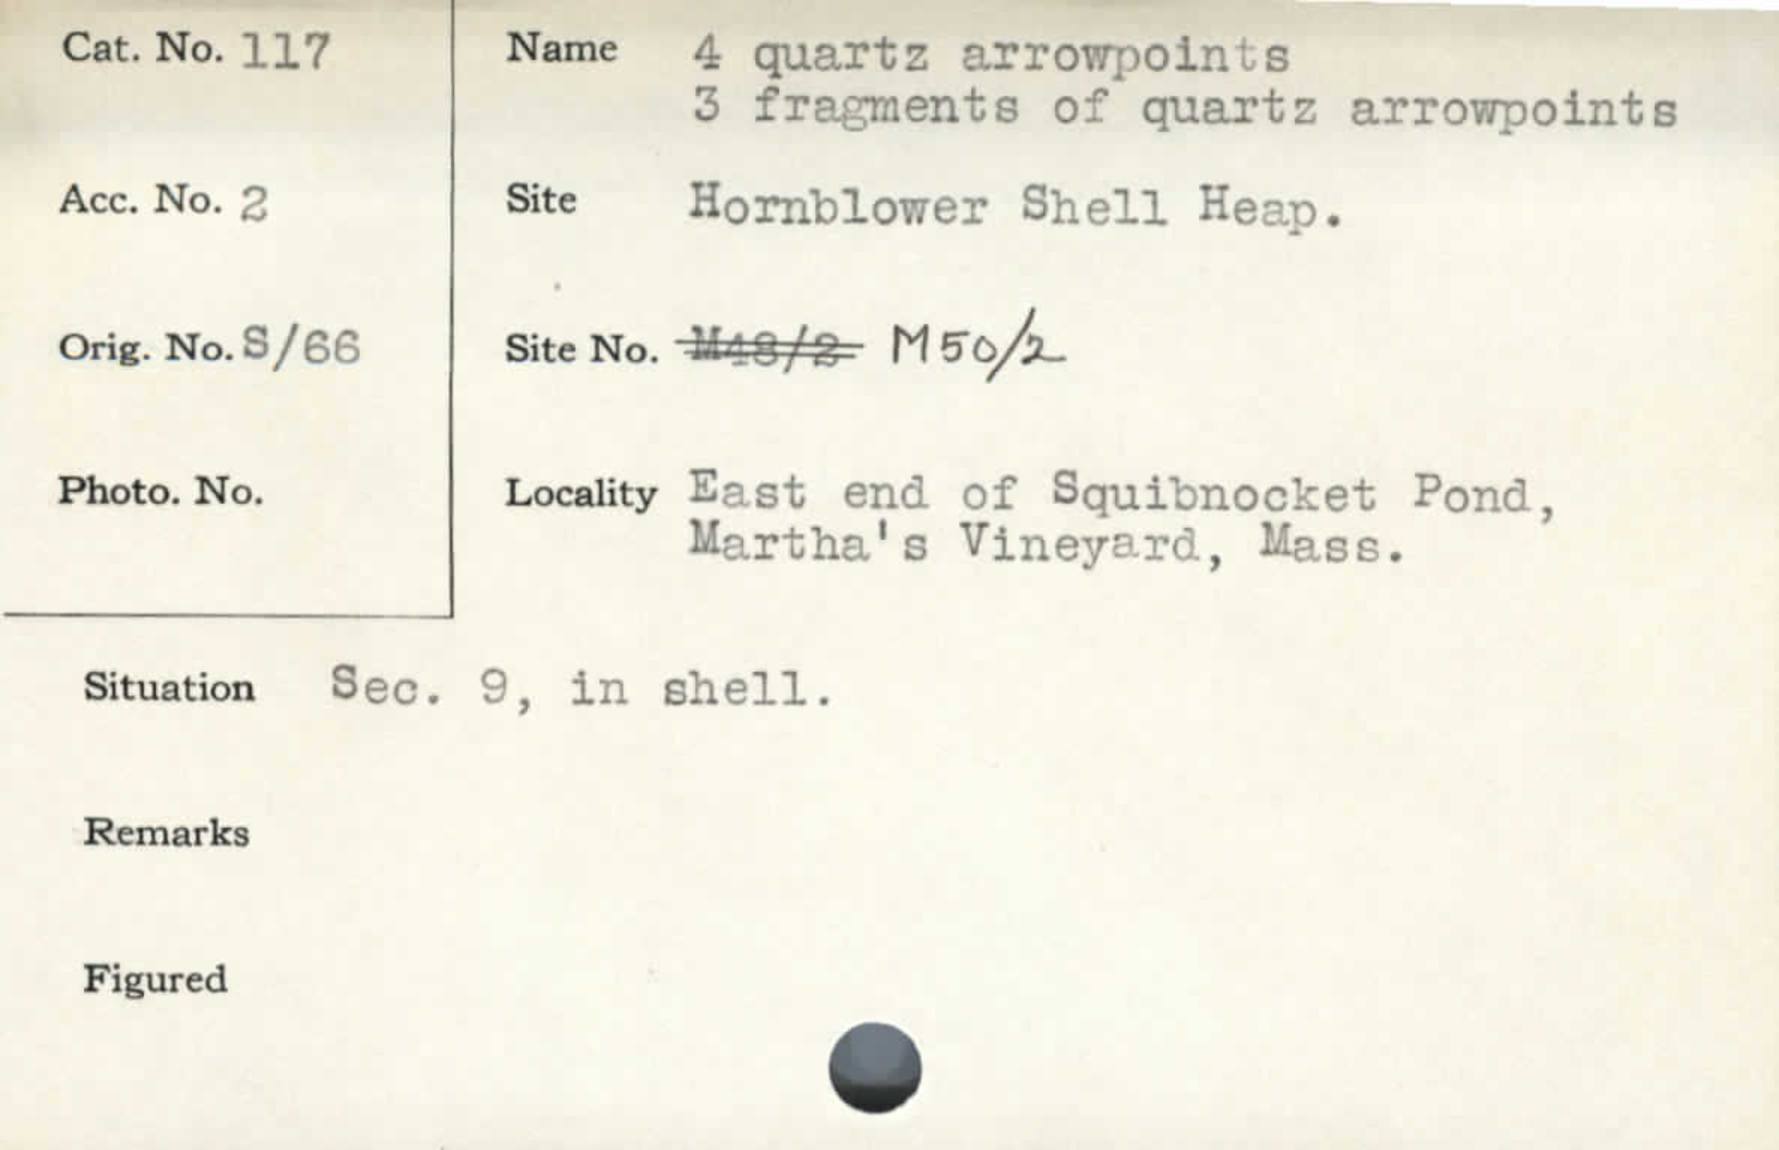 Cat. No. 117
Name 4 quartz arrowpoints
3 fragments of quartz arrowpoints
Acc. No. 2
Site Hornblower Shell Heap.
Orig. No. S/66
Site No. M48/2 M50/2
Photo. No.
Locality East end of Squibnocket Pond,
Martha's Vineyard, Mass.
Situation Sec. 9, in shell.
Remarks
Figured